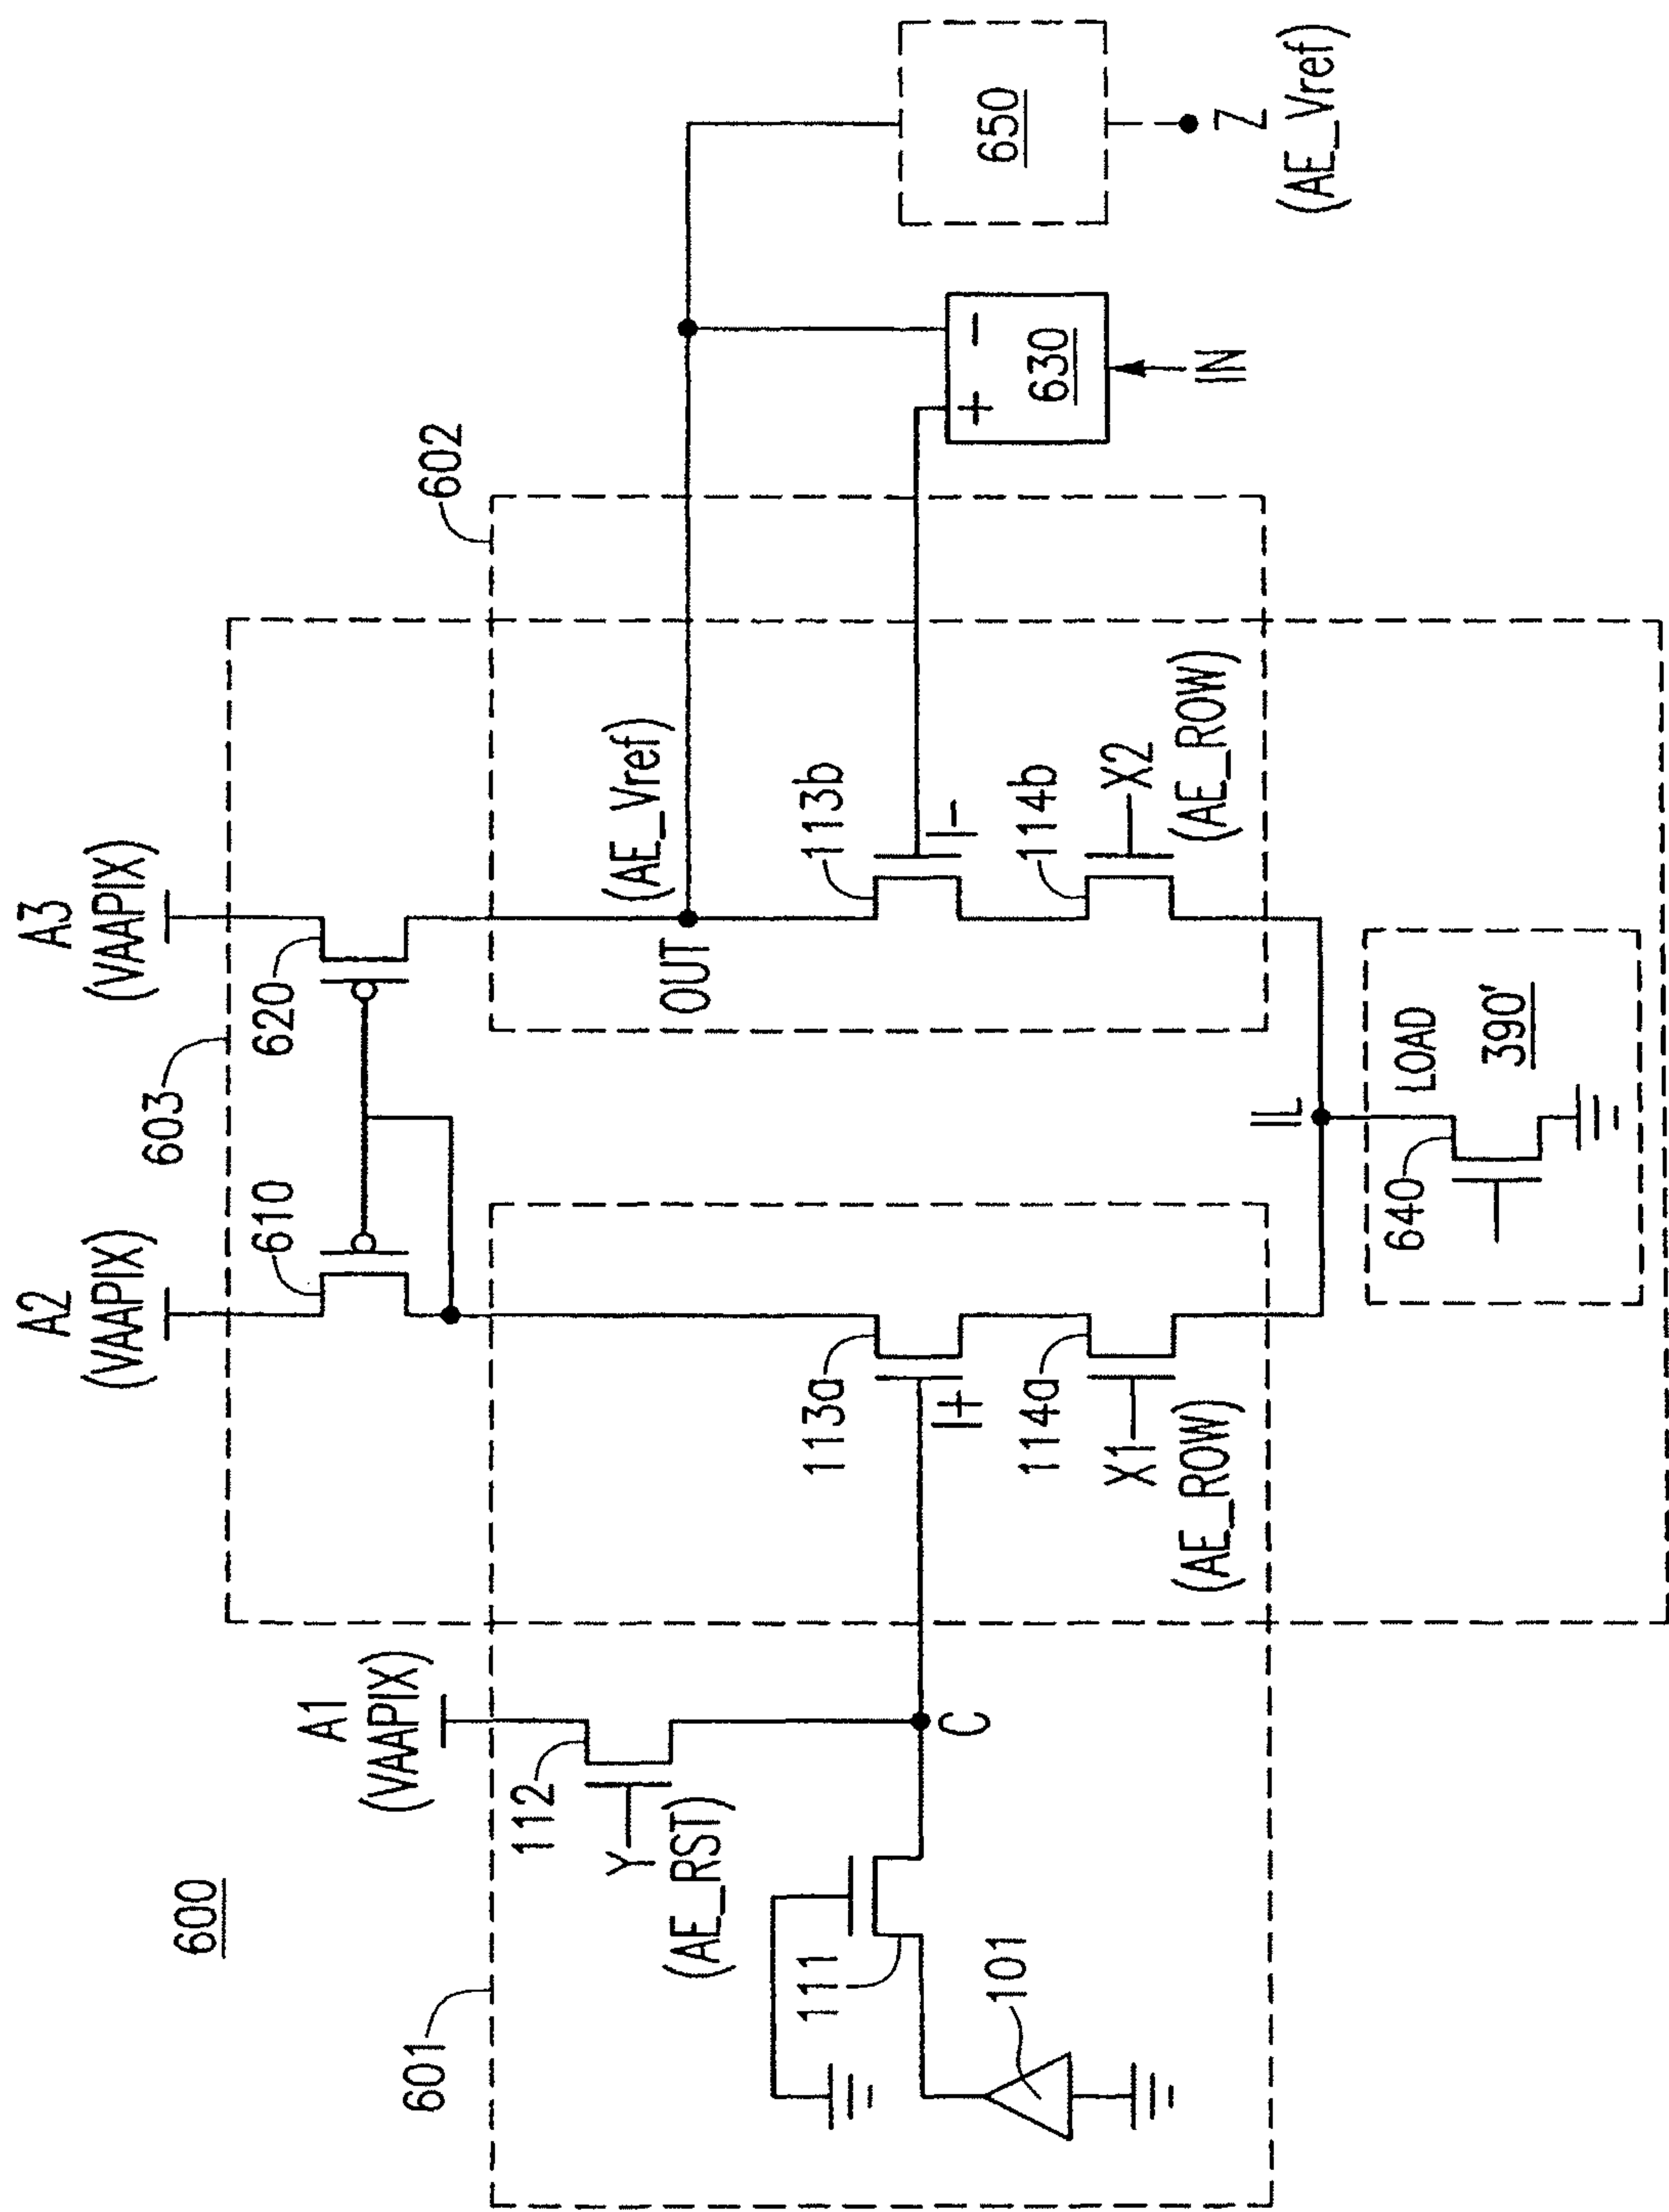 600
601
A1
(VAAPIX)
112
Y
(AE_RST)
111
101
C
603
A2
(VAAPIX)
610
A3
(VAAPIX)
620
602
(AE_Vref)
OUT
113a
I+
114a
X1
(AE_ROW)
113b
I-
114b
X2
(AE_ROW)
IL
LOAD
390'
640
+
-
630
IN
650
Z
(AE_Vref)